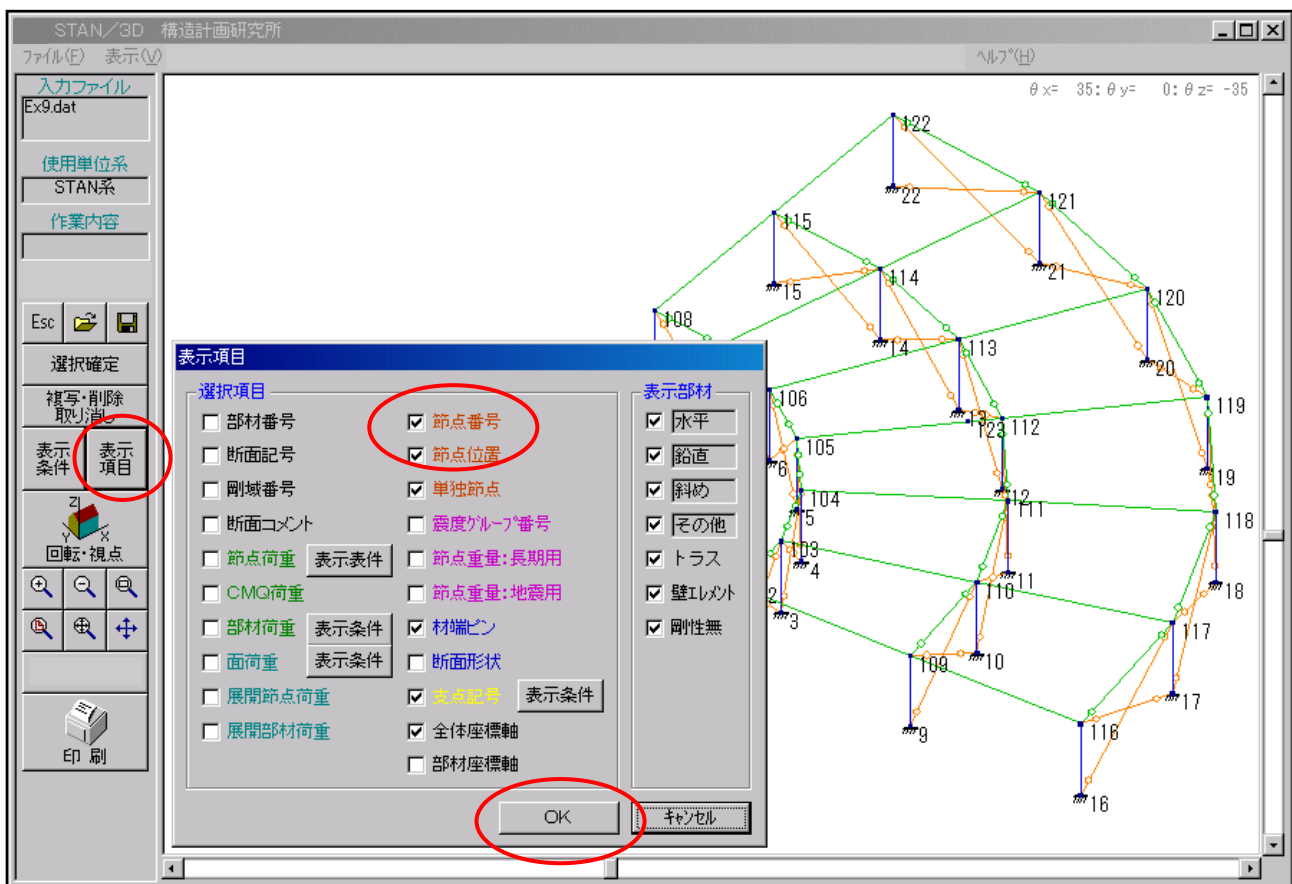 STAN/3D 構造計画研究所
ファイル(F) 表示(V) ヘルプ(H)
入力ファイル
Ex9.dat
使用単位系
STAN系
作業内容
Esc
選択確定
複写・削除
取り消し
表示
条件
表示
項目
Z
Y
X
回転・視点
印 刷
θx= 35:θy= 0:θz= -35
122
22
121
115
21
15
114
120
108
14
113
20
119
106
13
123
112
105
6
19
104
12
111
5
118
103
4
11
110
18
2
3
117
109
10
17
116
9
16
表示項目
選択項目
部材番号
断面記号
剛域番号
断面コメント
節点荷重 表示表件
CMQ荷重
部材荷重 表示条件
面荷重 表示条件
展開節点荷重
展開部材荷重
節点番号
節点位置
単独節点
震度グループ番号
節点重量:長期用
節点重量:地震用
材端ピン
断面形状
支点記号 表示条件
全体座標軸
部材座標軸
表示部材
水平
鉛直
斜め
その他
トラス
壁エレメント
剛性無
OK
キャンセル